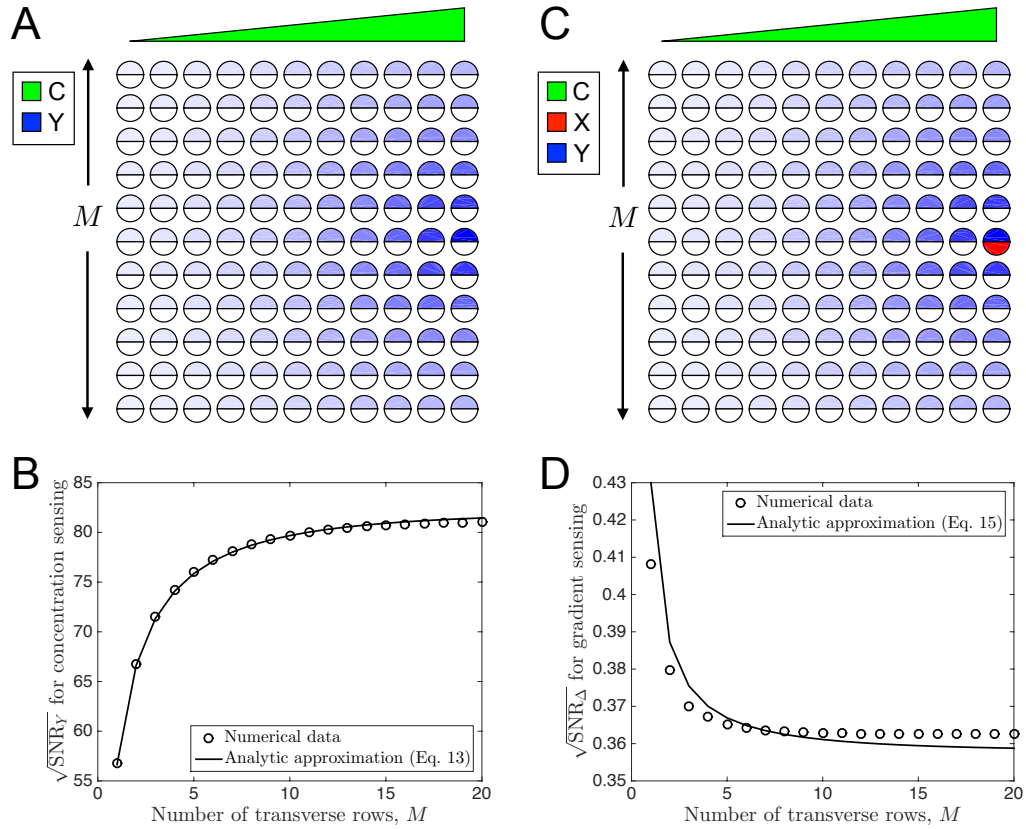 A
C
Y
M
C
C
X
Y
M
B
85
80
75
70
65
60
55
0
5
10
15
20
√SNR_Y for concentration sensing
Number of transverse rows, M
Numerical data
Analytic approximation (Eq. 13)
D
0.43
0.42
0.41
0.4
0.39
0.38
0.37
0.36
0.35
0
5
10
15
20
√SNR_Δ for gradient sensing
Number of transverse rows, M
Numerical data
Analytic approximation (Eq. 15)